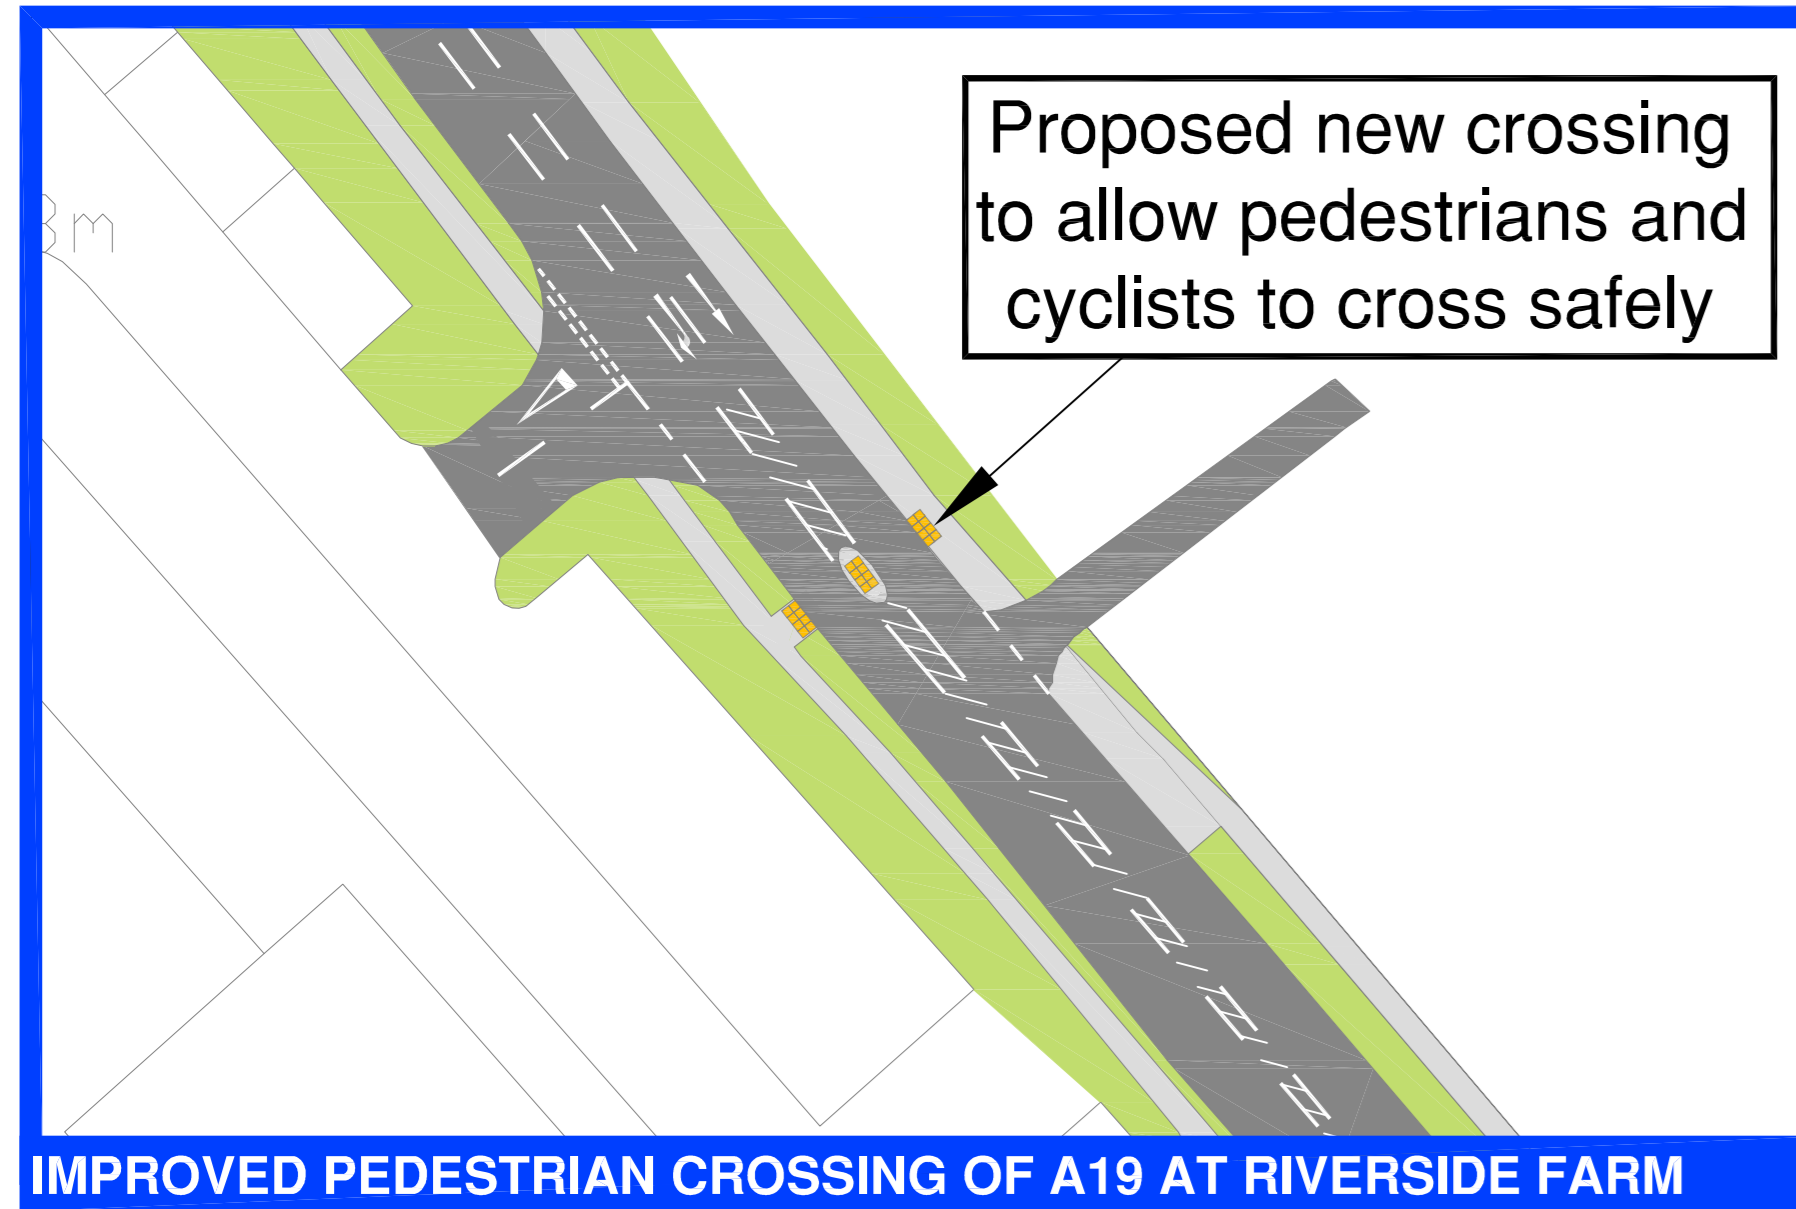 Proposed new crossing
to allow pedestrians and
cyclists to cross safely
IMPROVED PEDESTRIAN CROSSING OF A19 AT RIVERSIDE FARM